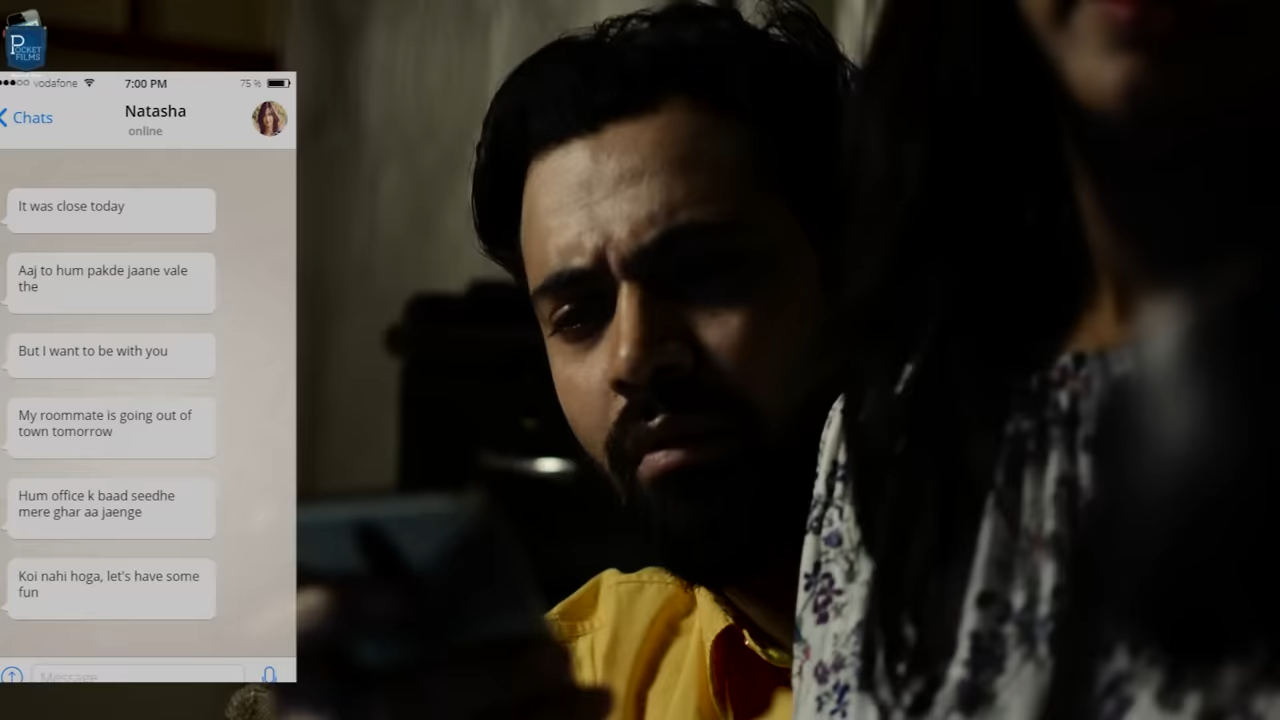 POCKET
FILMS
vodafone 7:00 PM 75%
Chats
Natasha
online
It was close today
Aaj to hum pakde jaane vale
the
But I want to be with you
My roommate is going out of
town tomorrow
Hum office k baad seedhe
mere ghar aa jaenge
Koi nahi hoga, let's have some
fun
Message